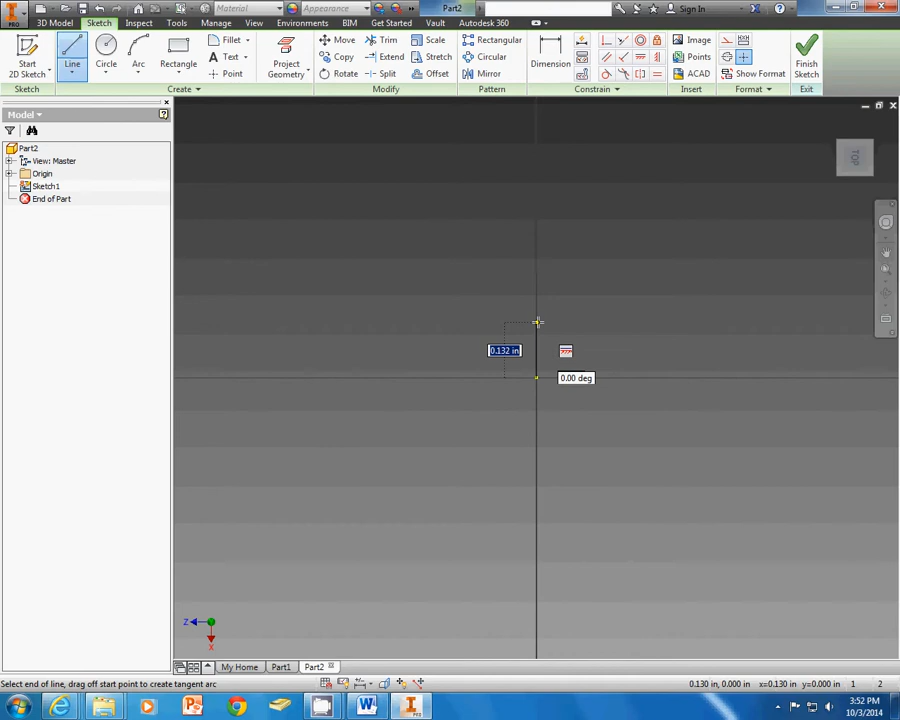 PRO
Material
Appearance
Part2
Sign In
3D Model
Sketch
Inspect
Tools
Manage
View
Environments
BIM
Get Started
Vault
Autodesk 360
Start
2D Sketch
Line
Circle
Arc
Rectangle
Fillet
Text
Point
Project
Geometry
Move
Copy
Rotate
Trim
Extend
Split
Scale
Stretch
Offset
Rectangular
Circular
Mirror
Dimension
Image
Points
ACAD
Show Format
Finish
Sketch
Sketch
Create
Modify
Pattern
Constrain
Insert
Format
Exit
Model
Part2
View: Master
Origin
Sketch1
End of Part
TOP
0.132 in
0.00 deg
Z
X
My Home
Part1
Part2
Select end of line, drag off start point to create tangent arc
0.130 in, 0.000 in
x=0.130 in
y=0.000 in
1
2
3:52 PM
10/3/2014